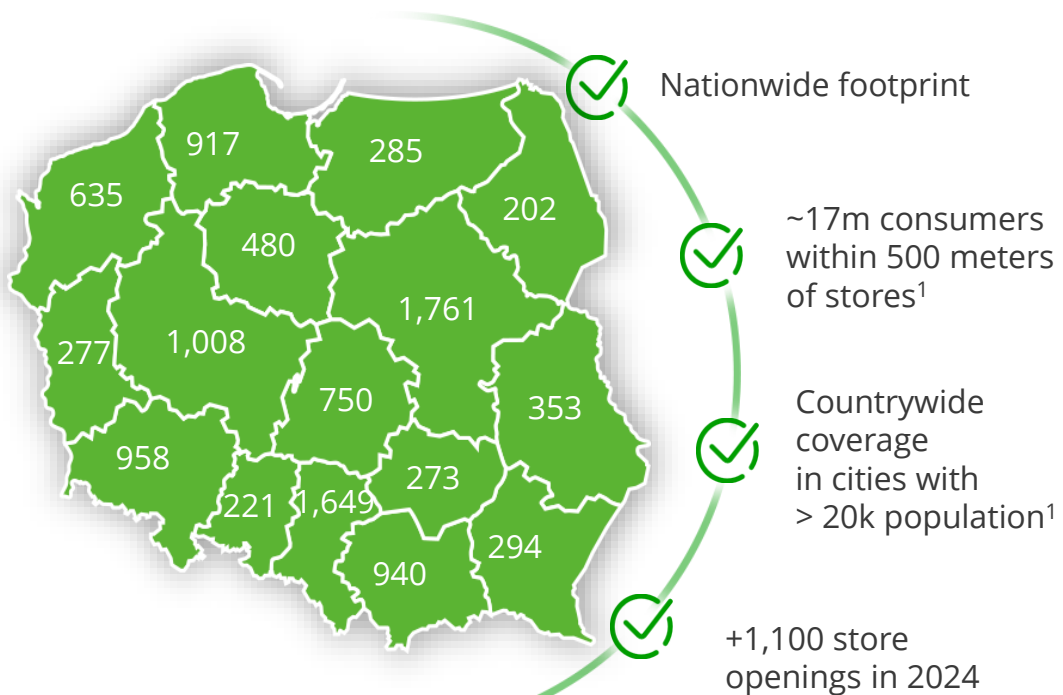 917
285
635
202
480
1,761
1,008
277
750
353
958
273
221
1,649
294
940
Nationwide footprint
~17m consumers
within 500 meters
of stores¹
Countrywide
coverage
in cities with
> 20k population¹
+1,100 store
openings in 2024